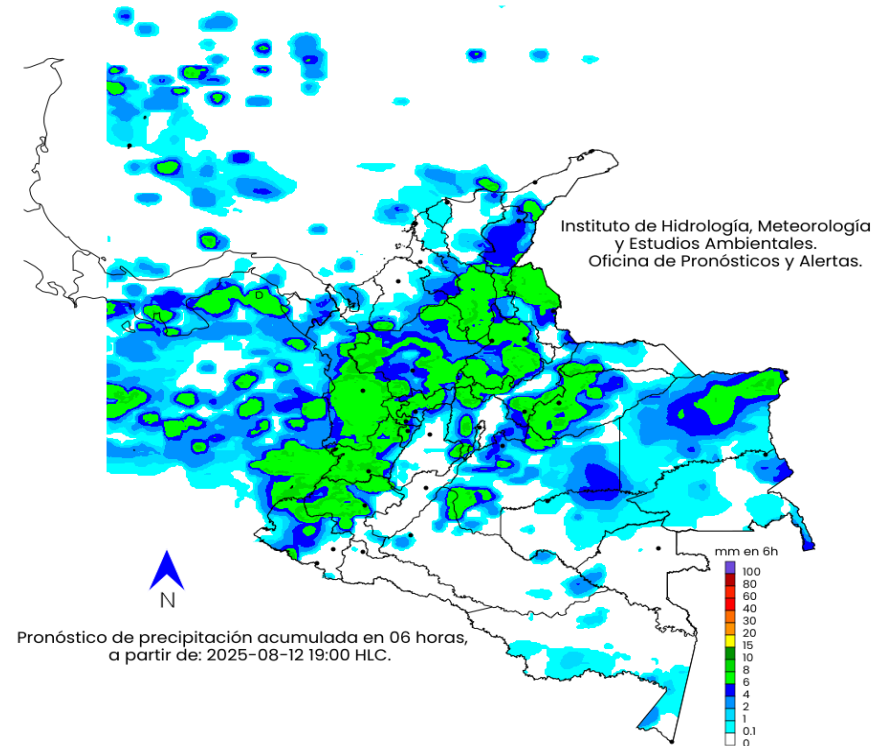 Instituto de Hidrología, Meteorología
y Estudios Ambientales.
Oficina de Pronósticos y Alertas.
mm en 6h
100
80
60
40
30
20
15
10
8
6
4
2
1
0.1
0
N
Pronóstico de precipitación acumulada en 06 horas,
a partir de: 2025-08-12 19:00 HLC.